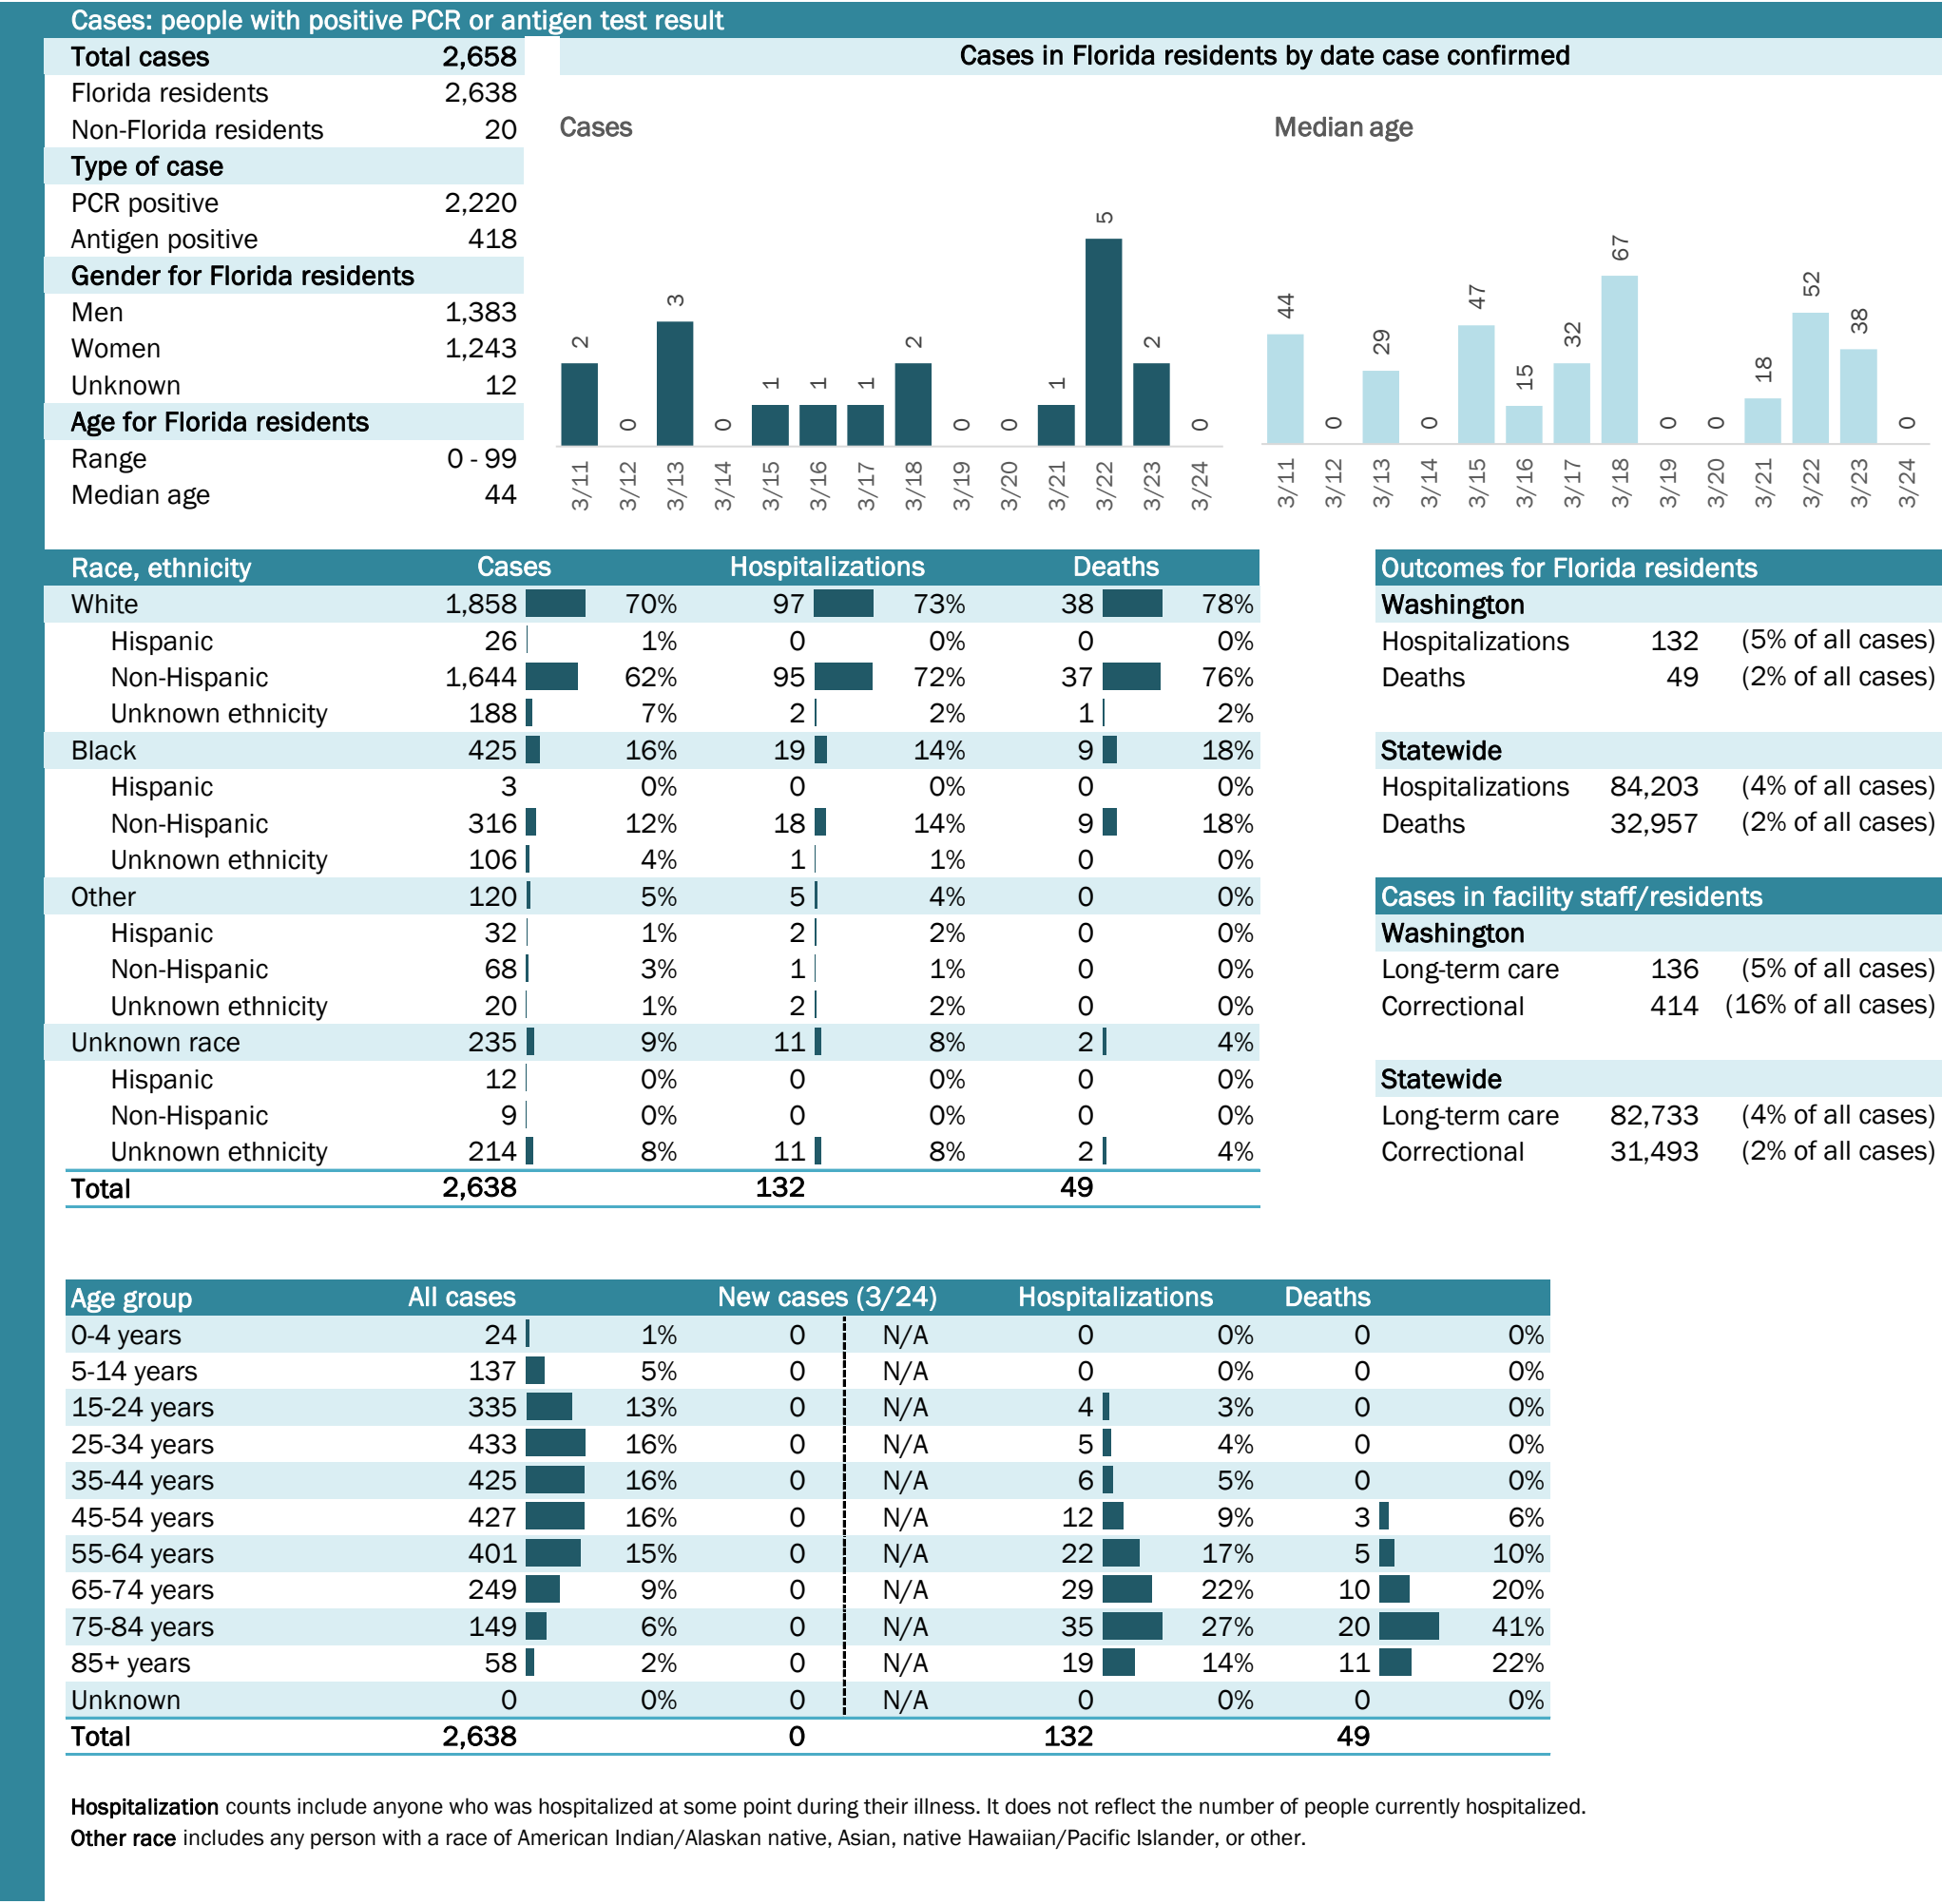 Cases: people with positive PCR or antigen test result
Total cases 2,658
Florida residents 2,638
Non-Florida residents 20
Type of case
PCR positive 2,220
Antigen positive 418
Gender for Florida residents
Men 1,383
Women 1,243
Unknown 12
Age for Florida residents
Range 0 - 99
Median age 44
Cases in Florida residents by date case confirmed
Cases
2 0 3 0 1 1 1 2 0 0 1 5 2 0
3/11 3/12 3/13 3/14 3/15 3/16 3/17 3/18 3/19 3/20 3/21 3/22 3/23 3/24
Median age
44 0 29 0 47 15 32 67 0 0 18 52 38 0
3/11 3/12 3/13 3/14 3/15 3/16 3/17 3/18 3/19 3/20 3/21 3/22 3/23 3/24
Race, ethnicity Cases Hospitalizations Deaths
White 1,858 70% 97 73% 38 78%
Hispanic 26 1% 0 0% 0 0%
Non-Hispanic 1,644 62% 95 72% 37 76%
Unknown ethnicity 188 7% 2 2% 1 2%
Black 425 16% 19 14% 9 18%
Hispanic 3 0% 0 0% 0 0%
Non-Hispanic 316 12% 18 14% 9 18%
Unknown ethnicity 106 4% 1 1% 0 0%
Other 120 5% 5 4% 0 0%
Hispanic 32 1% 2 2% 0 0%
Non-Hispanic 68 3% 1 1% 0 0%
Unknown ethnicity 20 1% 2 2% 0 0%
Unknown race 235 9% 11 8% 2 4%
Hispanic 12 0% 0 0% 0 0%
Non-Hispanic 9 0% 0 0% 0 0%
Unknown ethnicity 214 8% 11 8% 2 4%
Total 2,638 132 49
Outcomes for Florida residents
Washington
Hospitalizations 132 (5% of all cases)
Deaths 49 (2% of all cases)
Statewide
Hospitalizations 84,203 (4% of all cases)
Deaths 32,957 (2% of all cases)
Cases in facility staff/residents
Washington
Long-term care 136 (5% of all cases)
Correctional 414 (16% of all cases)
Statewide
Long-term care 82,733 (4% of all cases)
Correctional 31,493 (2% of all cases)
Age group All cases New cases (3/24) Hospitalizations Deaths
0-4 years 24 1% 0 N/A 0 0% 0 0%
5-14 years 137 5% 0 N/A 0 0% 0 0%
15-24 years 335 13% 0 N/A 4 3% 0 0%
25-34 years 433 16% 0 N/A 5 4% 0 0%
35-44 years 425 16% 0 N/A 6 5% 0 0%
45-54 years 427 16% 0 N/A 12 9% 3 6%
55-64 years 401 15% 0 N/A 22 17% 5 10%
65-74 years 249 9% 0 N/A 29 22% 10 20%
75-84 years 149 6% 0 N/A 35 27% 20 41%
85+ years 58 2% 0 N/A 19 14% 11 22%
Unknown 0 0% 0 N/A 0 0% 0 0%
Total 2,638 0 132 49
Hospitalization counts include anyone who was hospitalized at some point during their illness. It does not reflect the number of people currently hospitalized.
Other race includes any person with a race of American Indian/Alaskan native, Asian, native Hawaiian/Pacific Islander, or other.